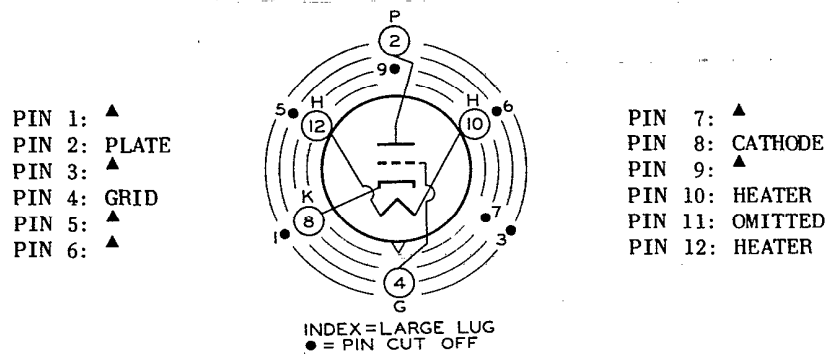 PIN 1: ▲
PIN 2: PLATE
PIN 3: ▲
PIN 4: GRID
PIN 5: ▲
PIN 6: ▲
P
2
9
5
H
12
H
10
6
K
8
7
1
3
4
G
INDEX=LARGE LUG
● = PIN CUT OFF
PIN 7: ▲
PIN 8: CATHODE
PIN 9: ▲
PIN 10: HEATER
PIN 11: OMITTED
PIN 12: HEATER